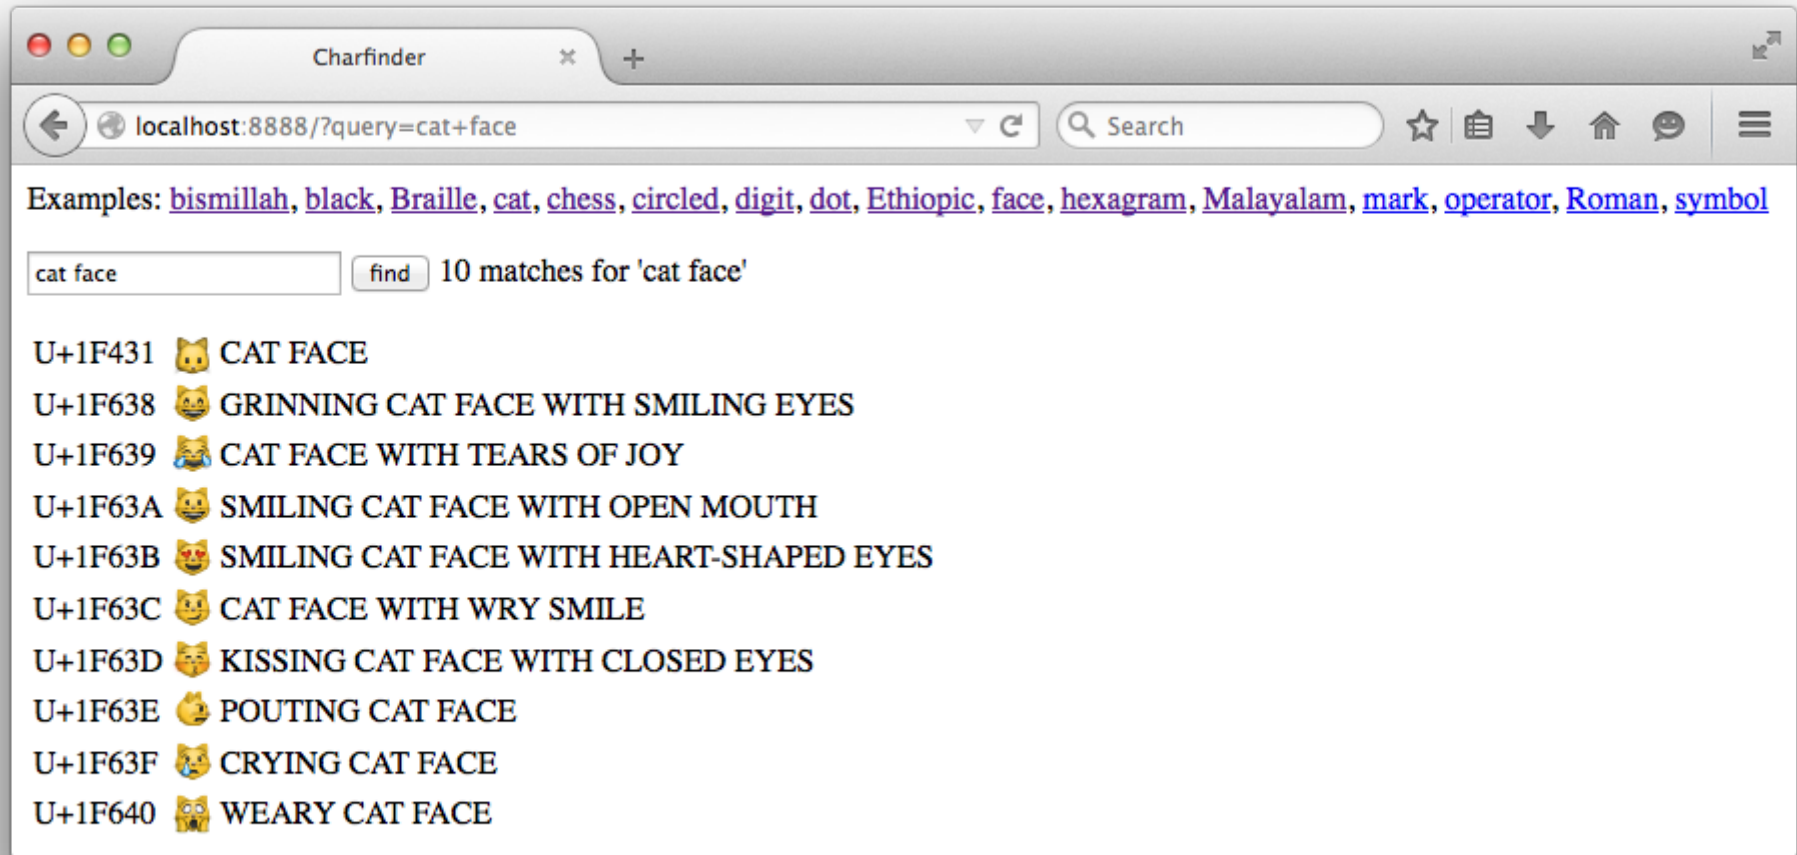 Charfinder
localhost:8888/?query=cat+face
Search
Examples: bismillah, black, Braille, cat, chess, circled, digit, dot, Ethiopic, face, hexagram, Malayalam, mark, operator, Roman, symbol
cat face find 10 matches for 'cat face'
U+1F431 🐱 CAT FACE
U+1F638 😸 GRINNING CAT FACE WITH SMILING EYES
U+1F639 😹 CAT FACE WITH TEARS OF JOY
U+1F63A 😺 SMILING CAT FACE WITH OPEN MOUTH
U+1F63B 😻 SMILING CAT FACE WITH HEART-SHAPED EYES
U+1F63C 😼 CAT FACE WITH WRY SMILE
U+1F63D 😽 KISSING CAT FACE WITH CLOSED EYES
U+1F63E 😾 POUTING CAT FACE
U+1F63F 😿 CRYING CAT FACE
U+1F640 🙀 WEARY CAT FACE